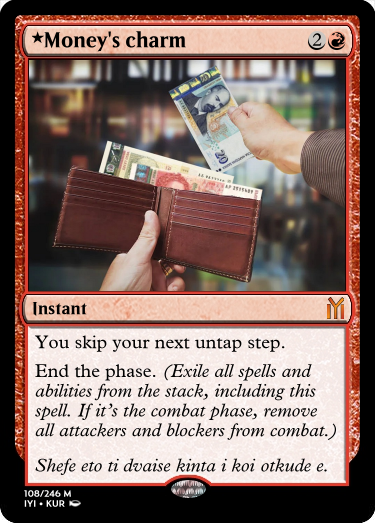 ★Money's charm 2
Instant
You skip your next untap step.
End the phase. (Exile all spells and
abilities from the stack, including this
spell. If it's the combat phase, remove
all attackers and blockers from combat.)
Shefe eto ti dvaise kinta i koi otkude e.
108/246 M
IYI • KUR